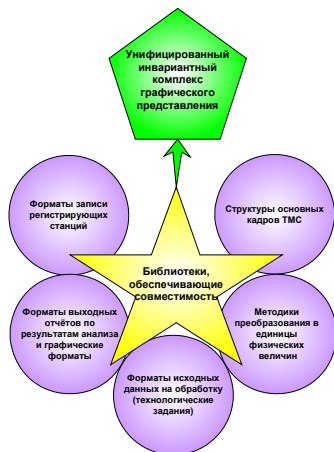 Унифицированный
инвариантный
комплекс
графического
представления
Форматы записи
регистрирующих
станций
Структуры основных
кадров ТМС
Библиотеки,
обеспечивающие
совместимость
Форматы выходных
отчётов по
результатам анализа
и графические
форматы
Методики
преобразования в
единицы
физических
величин
Форматы исходных
данных на обработку
(технологические
задания)